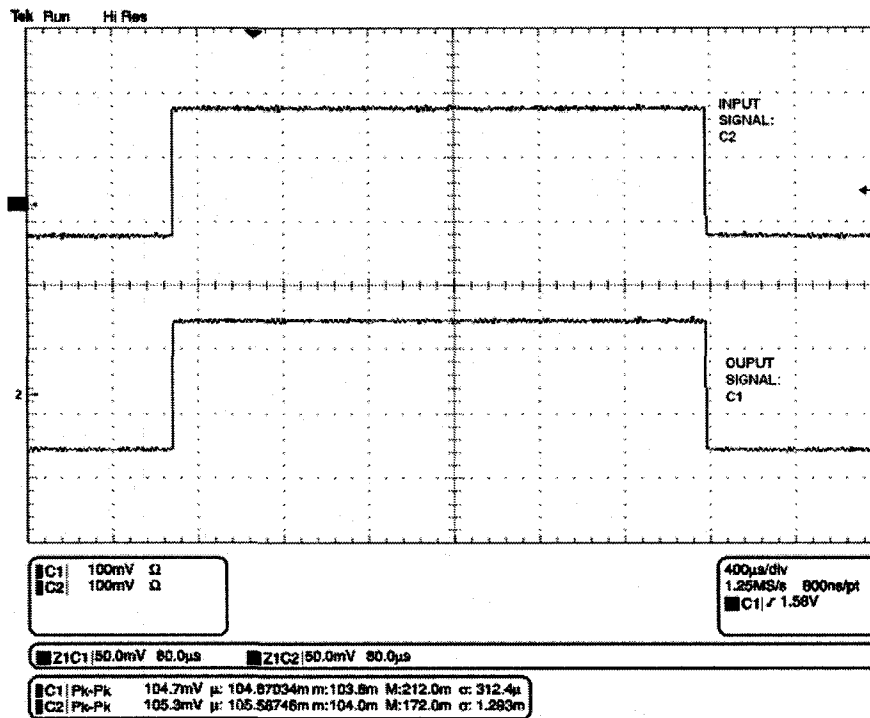 Tek Run Hi Res
INPUT
SIGNAL:
C2
OUPUT
SIGNAL:
C1
2
C1 100mV Ω
C2 100mV Ω
400µs/div
1.25MS/s 800ns/pt
C1 1.58V
Z1C1 50.0mV 80.0µs Z1C2 50.0mV 80.0µs
C1 Pk-Pk 104.7mV µ: 104.67034m m:103.8m M:212.0m σ: 312.4µ
C2 Pk-Pk 105.3mV µ: 105.58746m m:104.0m M:172.0m σ: 1.293m